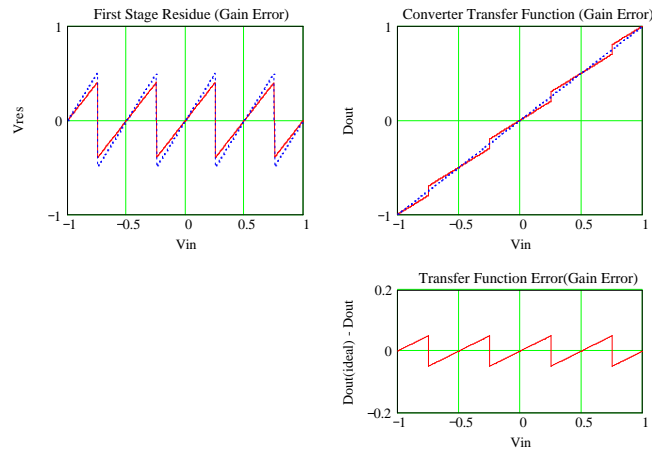 First Stage Residue (Gain Error)
1
0
−1
Vres
−1
−0.5
0
0.5
1
Vin
Converter Transfer Function (Gain Error)
1
0
−1
Dout
−1
−0.5
0
0.5
1
Vin
Transfer Function Error(Gain Error)
0.2
0
−0.2
Dout(ideal) - Dout
−1
−0.5
0
0.5
1
Vin